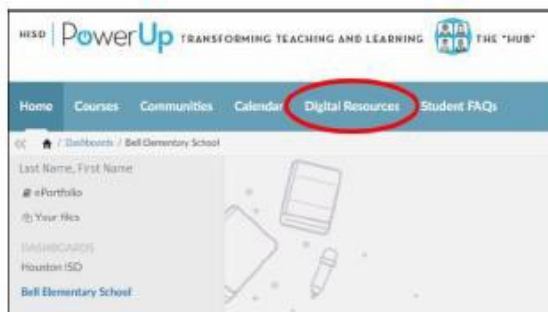 HISD PowerUp TRANSFORMING TEACHING AND LEARNING THE "HUB"
Home Courses Communities Calendar Digital Resources Student FAQs
/ Dashboards / Bell Elementary School
Last Name, First Name
ePortfolio
Your files
DASHBOARDS
Houston ISD
Bell Elementary School